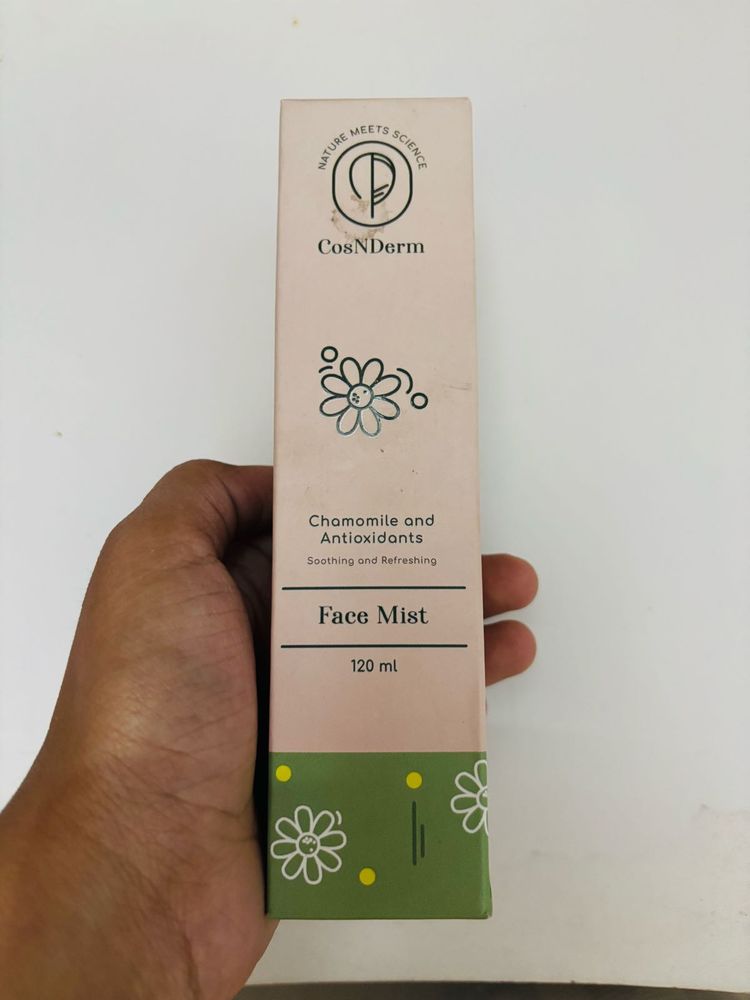 NATURE MEETS SCIENCE
CosNDerm
Chamomile and
Antioxidants
Soothing and Refreshing
Face Mist
120 ml